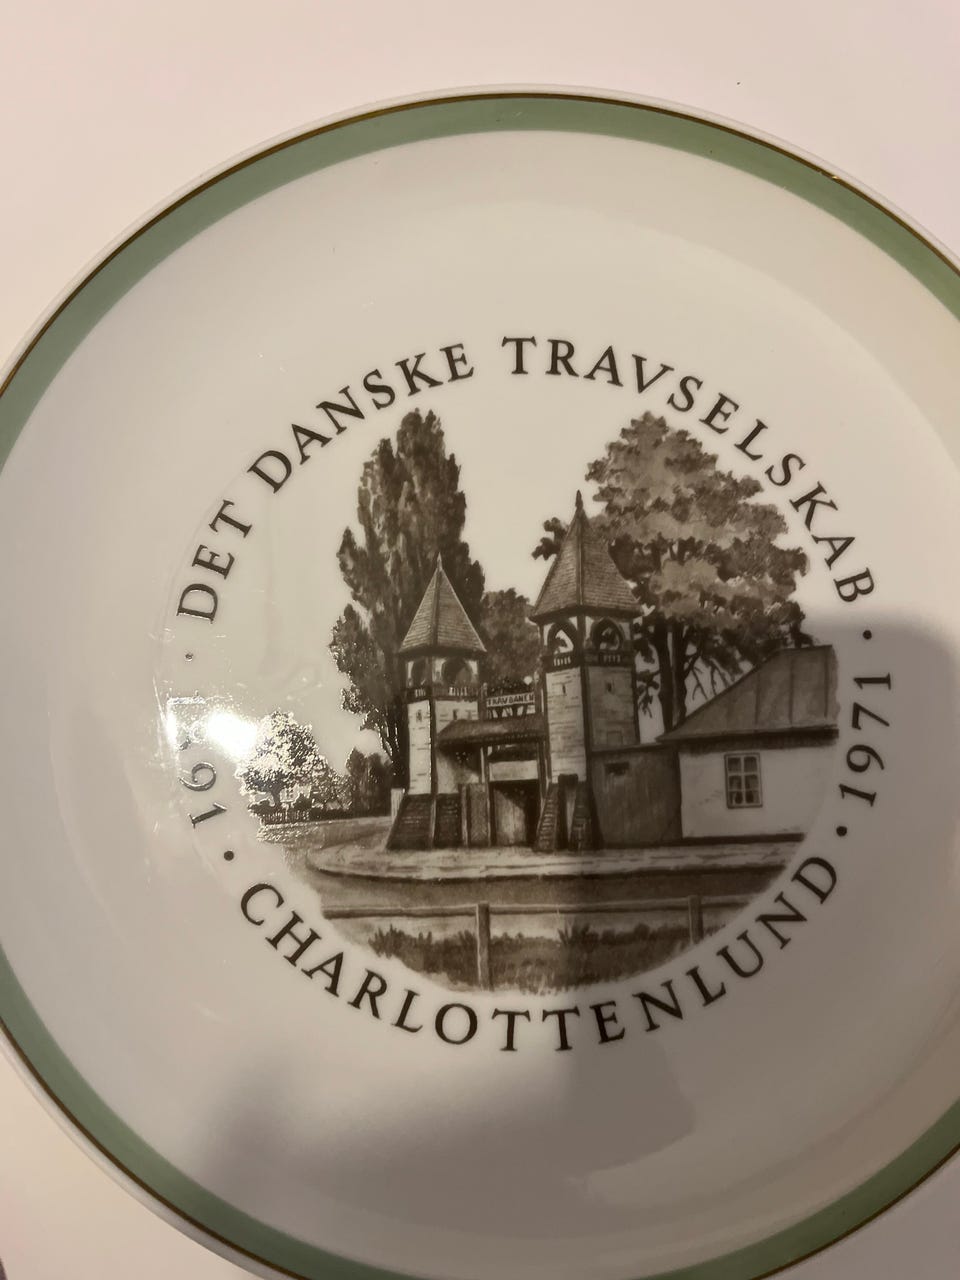 DET DANSKE TRAVSELSKAB
· 1971 ·
CHARLOTTENLUND
TRAVBANEN